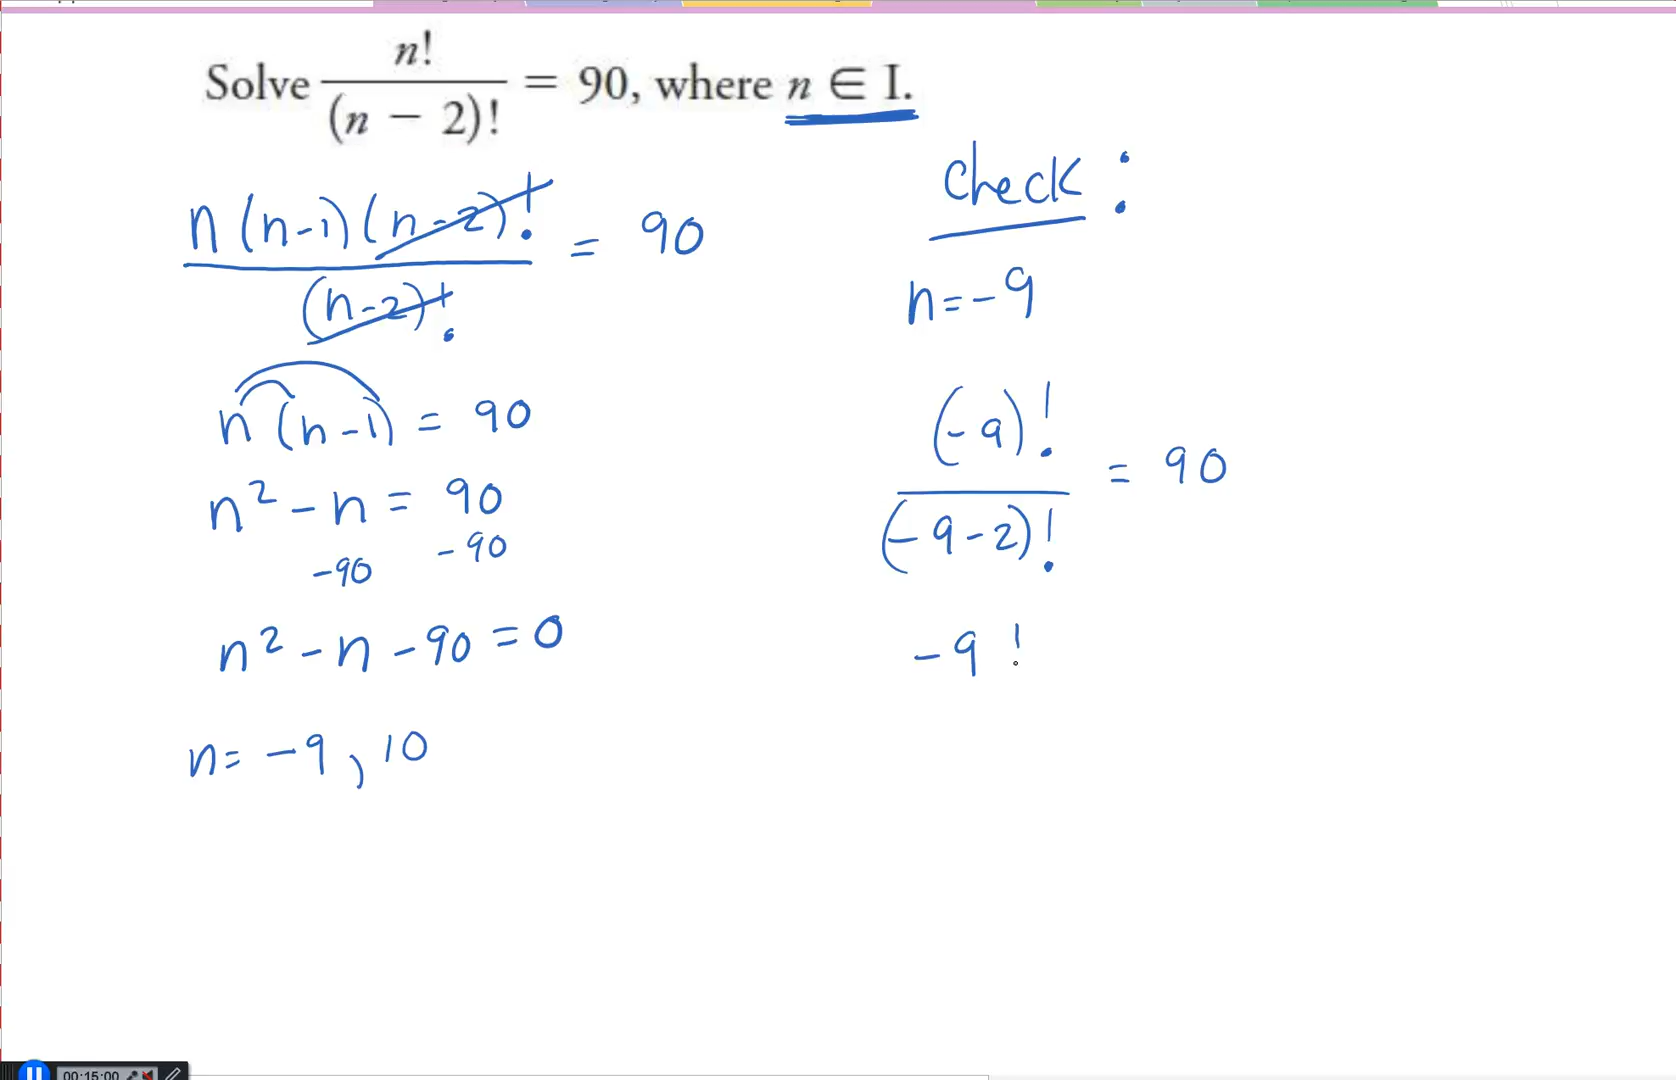 Solve n!/(n − 2)! = 90, where n ∈ I.
n(n-1)(n-2)!/(n-2)! = 90
n(n-1) = 90
n² - n = 90
-90 -90
n² - n - 90 = 0
n = -9, 10
Check:
n = -9
(-9)!/(-9-2)! = 90
-9!
00:15:00